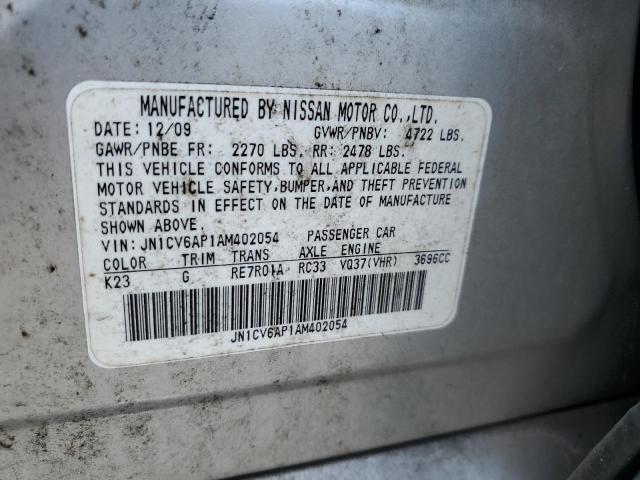 MANUFACTURED BY NISSAN MOTOR CO.,LTD.
DATE: 12/09 GVWR/PNBV: 4722 LBS.
GAWR/PNBE FR: 2270 LBS. RR: 2478 LBS.
THIS VEHICLE CONFORMS TO ALL APPLICABLE FEDERAL
MOTOR VEHICLE SAFETY,BUMPER,AND THEFT PREVENTION
STANDARDS IN EFFECT ON THE DATE OF MANUFACTURE
SHOWN ABOVE.
VIN: JN1CV6AP1AM402054 PASSENGER CAR
COLOR TRIM TRANS AXLE ENGINE
K23 G RE7R01A RC33 VQ37(VHR) 3696CC
JN1CV6AP1AM402054